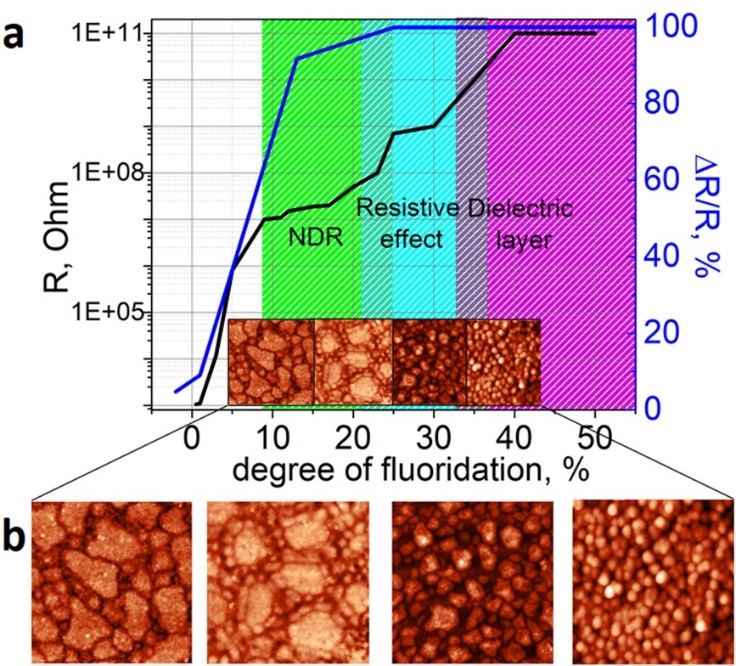 a
1E+11
1E+08
1E+05
R, Ohm
100
80
60
40
20
0
ΔR/R, %
NDR
Resistive
effect
Dielectric
layer
0 10 20 30 40 50
degree of fluoridation, %
b